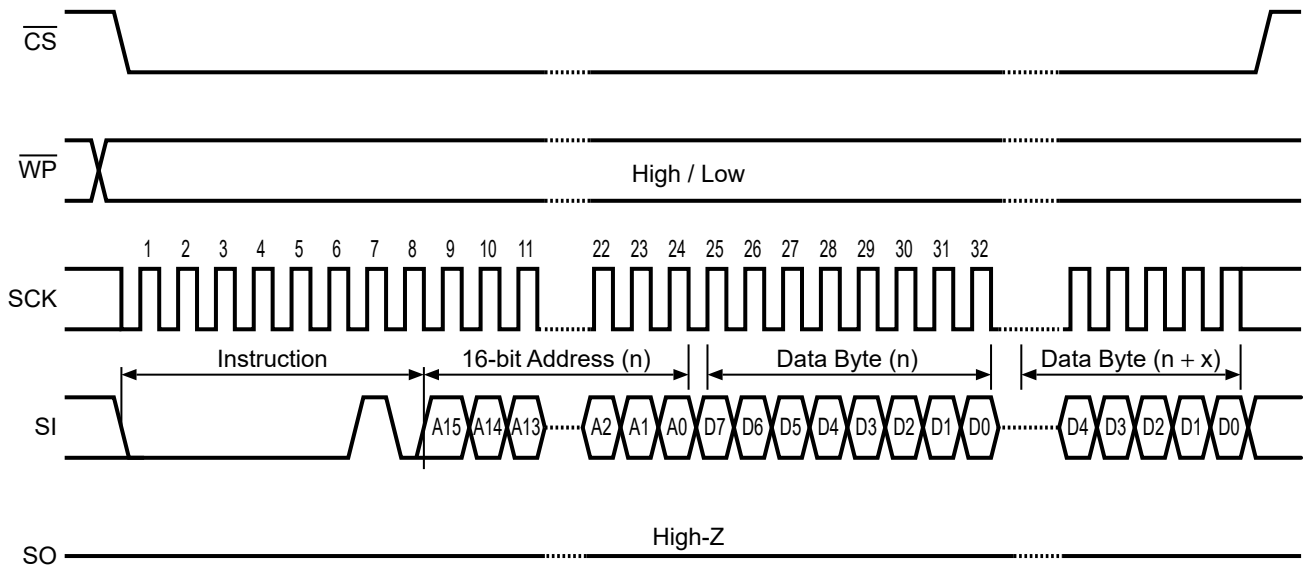 CS
WP
High / Low
1 2 3 4 5 6 7 8 9 10 11 22 23 24 25 26 27 28 29 30 31 32
SCK
Instruction 16-bit Address (n) Data Byte (n) Data Byte (n + x)
SI A15 A14 A13 A2 A1 A0 D7 D6 D5 D4 D3 D2 D1 D0 D4 D3 D2 D1 D0
High-Z
SO